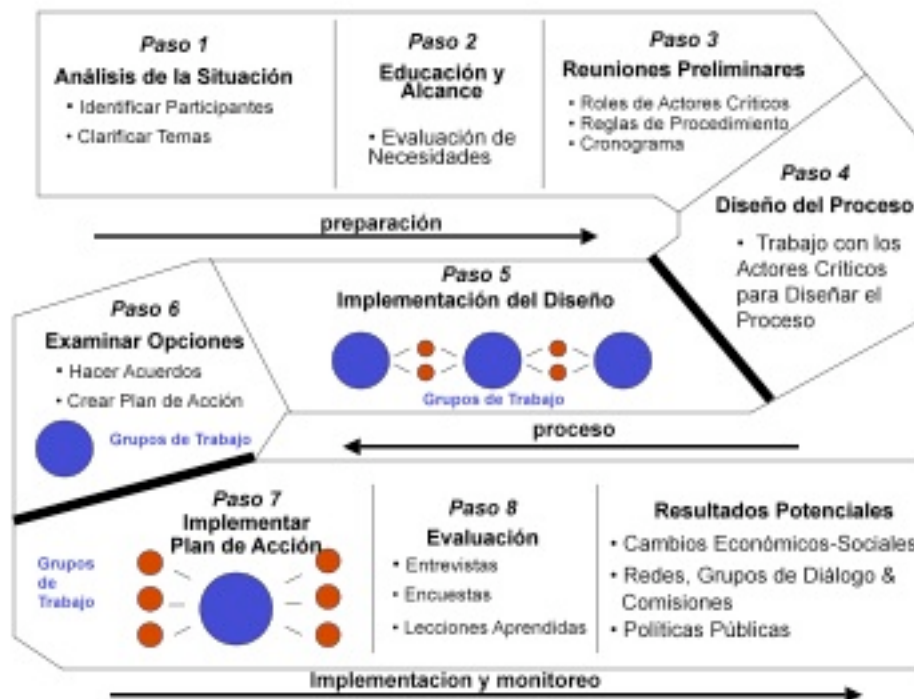 Paso 1
Análisis de la Situación
• Identificar Participantes
• Clarificar Temas
Paso 2
Educación y
Alcance
• Evaluación de
Necesidades
Paso 3
Reuniones Preliminares
• Roles de Actores Críticos
• Reglas de Procedimiento
• Cronograma
Paso 4
Diseño del Proceso
• Trabajo con los
Actores Críticos
para Diseñar el
Proceso
preparación
Paso 5
Implementación del Diseño
Grupos de Trabajo
Paso 6
Examinar Opciones
• Hacer Acuerdos
• Crear Plan de Acción
Grupos de Trabajo
proceso
Paso 7
Implementar
Plan de Acción
Grupos
de
Trabajo
Paso 8
Evaluación
• Entrevistas
• Encuestas
• Lecciones Aprendidas
Resultados Potenciales
• Cambios Económicos-Sociales
• Redes, Grupos de Diálogo &
Comisiones
• Políticas Públicas
Implementacion y monitoreo